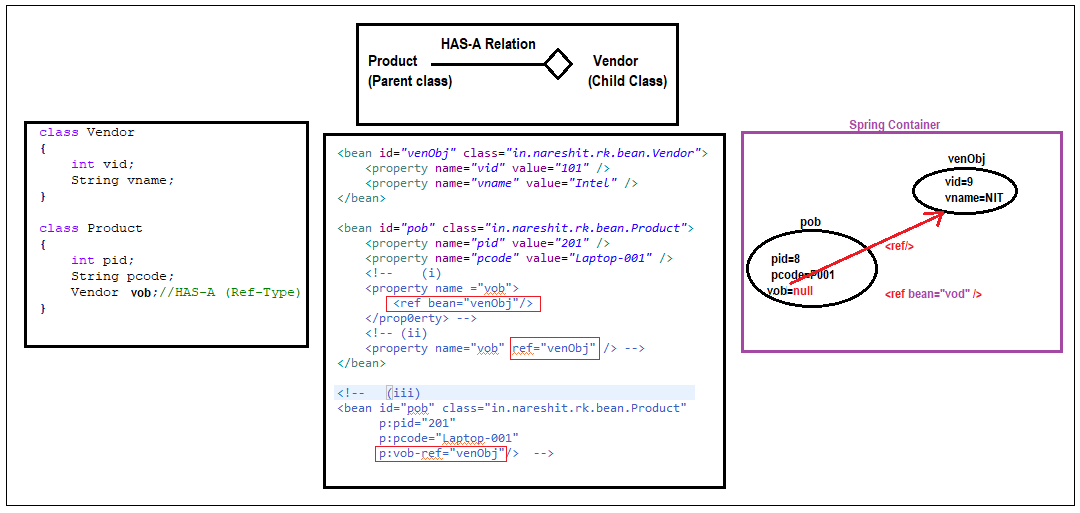 HAS-A Relation
Product
Vendor
(Parent class)
(Child Class)
class Vendor
{
int vid;
String vname;
}
class Product
{
int pid;
String pcode;
Vendor vob;//HAS-A (Ref-Type)
}
<bean id="venObj" class="in.nareshit.rk.bean.Vendor">
<property name="vid" value="101" />
<property name="vname" value="Intel" />
</bean>
<bean id="pob" class="in.nareshit.rk.bean.Product">
<property name="pid" value="201" />
<property name="pcode" value="Laptop-001" />
<!-- (i)
<property name ="vob">
<ref bean="venObj"/>
</prop0erty> -->
<!-- (ii)
<property name="vob" ref="venObj" /> -->
</bean>
<!-- (iii)
<bean id="pob" class="in.nareshit.rk.bean.Product"
p:pid="201"
p:pcode="Laptop-001"
p:vob-ref="venObj"/> -->
Spring Container
venObj
vid=9
vname=NIT
pob
<ref/>
pid=8
pcode=P001
vob=null
<ref bean="vod" />